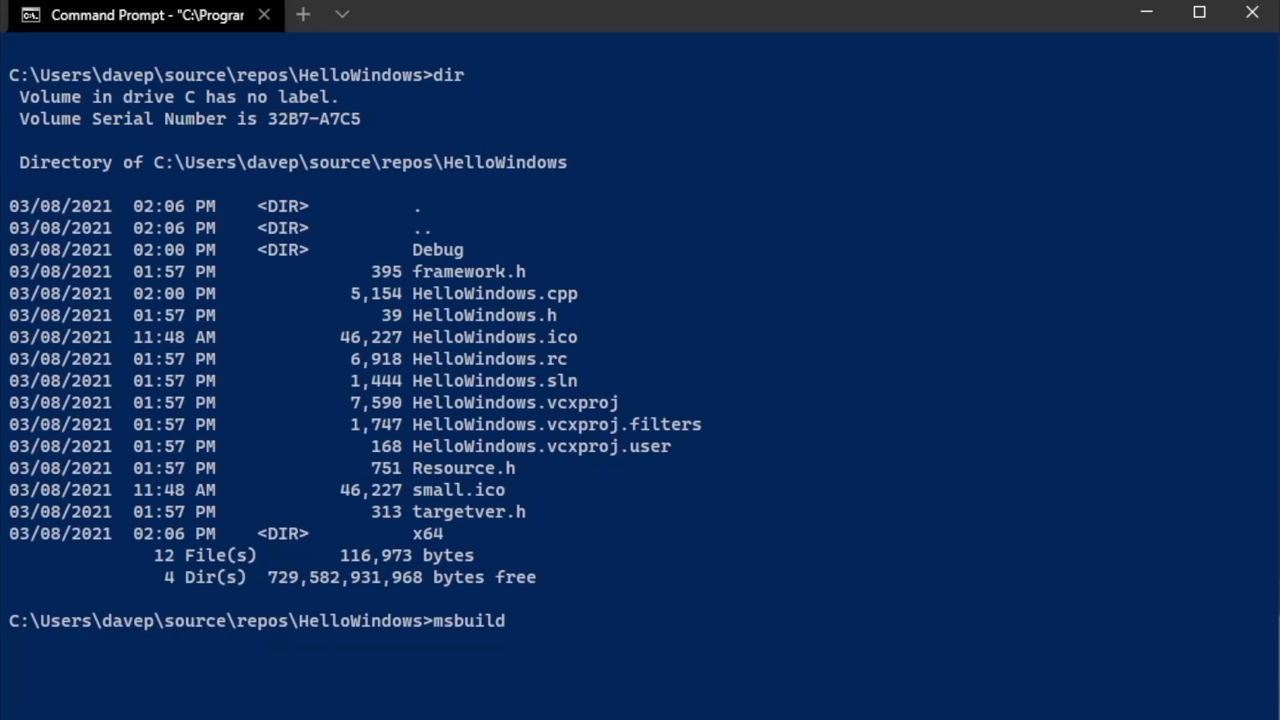 Command Prompt - "C:\Prograr
C:\Users\davep\source\repos\HelloWindows>dir
Volume in drive C has no label.
Volume Serial Number is 32B7-A7C5
Directory of C:\Users\davep\source\repos\HelloWindows
03/08/2021 02:06 PM <DIR> .
03/08/2021 02:06 PM <DIR> ..
03/08/2021 02:00 PM <DIR> Debug
03/08/2021 01:57 PM 395 framework.h
03/08/2021 02:00 PM 5,154 HelloWindows.cpp
03/08/2021 01:57 PM 39 HelloWindows.h
03/08/2021 11:48 AM 46,227 HelloWindows.ico
03/08/2021 01:57 PM 6,918 HelloWindows.rc
03/08/2021 01:57 PM 1,444 HelloWindows.sln
03/08/2021 01:57 PM 7,590 HelloWindows.vcxproj
03/08/2021 01:57 PM 1,747 HelloWindows.vcxproj.filters
03/08/2021 01:57 PM 168 HelloWindows.vcxproj.user
03/08/2021 01:57 PM 751 Resource.h
03/08/2021 11:48 AM 46,227 small.ico
03/08/2021 01:57 PM 313 targetver.h
03/08/2021 02:06 PM <DIR> x64
12 File(s) 116,973 bytes
4 Dir(s) 729,582,931,968 bytes free
C:\Users\davep\source\repos\HelloWindows>msbuild